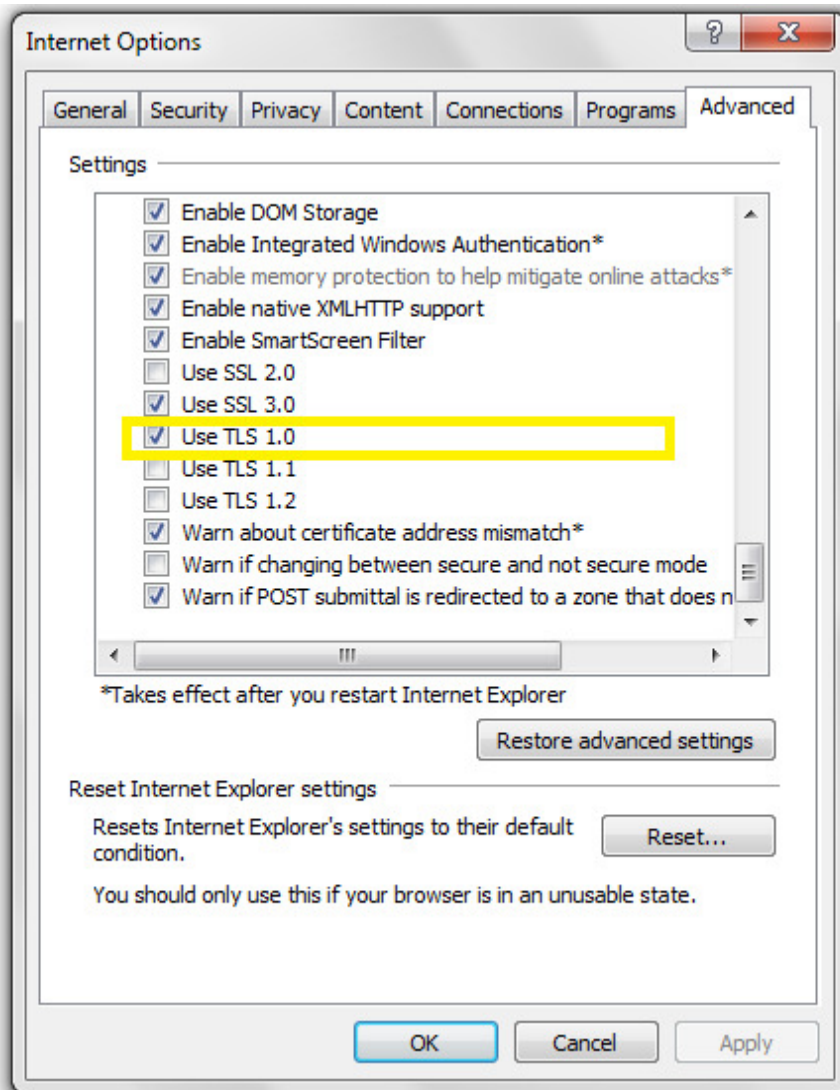 Internet Options
General Security Privacy Content Connections Programs Advanced
Settings
Enable DOM Storage
Enable Integrated Windows Authentication*
Enable memory protection to help mitigate online attacks*
Enable native XMLHTTP support
Enable SmartScreen Filter
Use SSL 2.0
Use SSL 3.0
Use TLS 1.0
Use TLS 1.1
Use TLS 1.2
Warn about certificate address mismatch*
Warn if changing between secure and not secure mode
Warn if POST submittal is redirected to a zone that does n
*Takes effect after you restart Internet Explorer
Restore advanced settings
Reset Internet Explorer settings
Resets Internet Explorer's settings to their default
condition.
Reset...
You should only use this if your browser is in an unusable state.
OK Cancel Apply